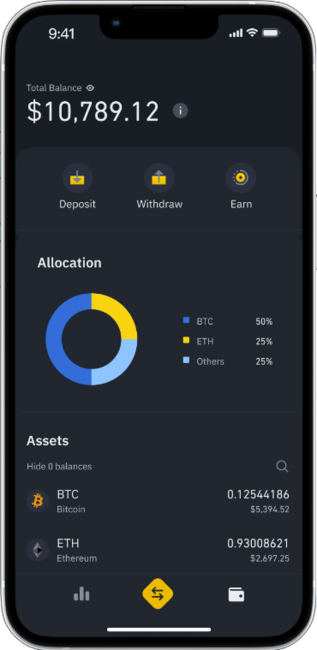 9:41
Total Balance
$10,789.12
Deposit Withdraw Earn
Allocation
BTC 50%
ETH 25%
Others 25%
Assets
Hide 0 balances
BTC 0.12544186
Bitcoin $5,394.52
ETH 0.93008621
Ethereum $2,697.25